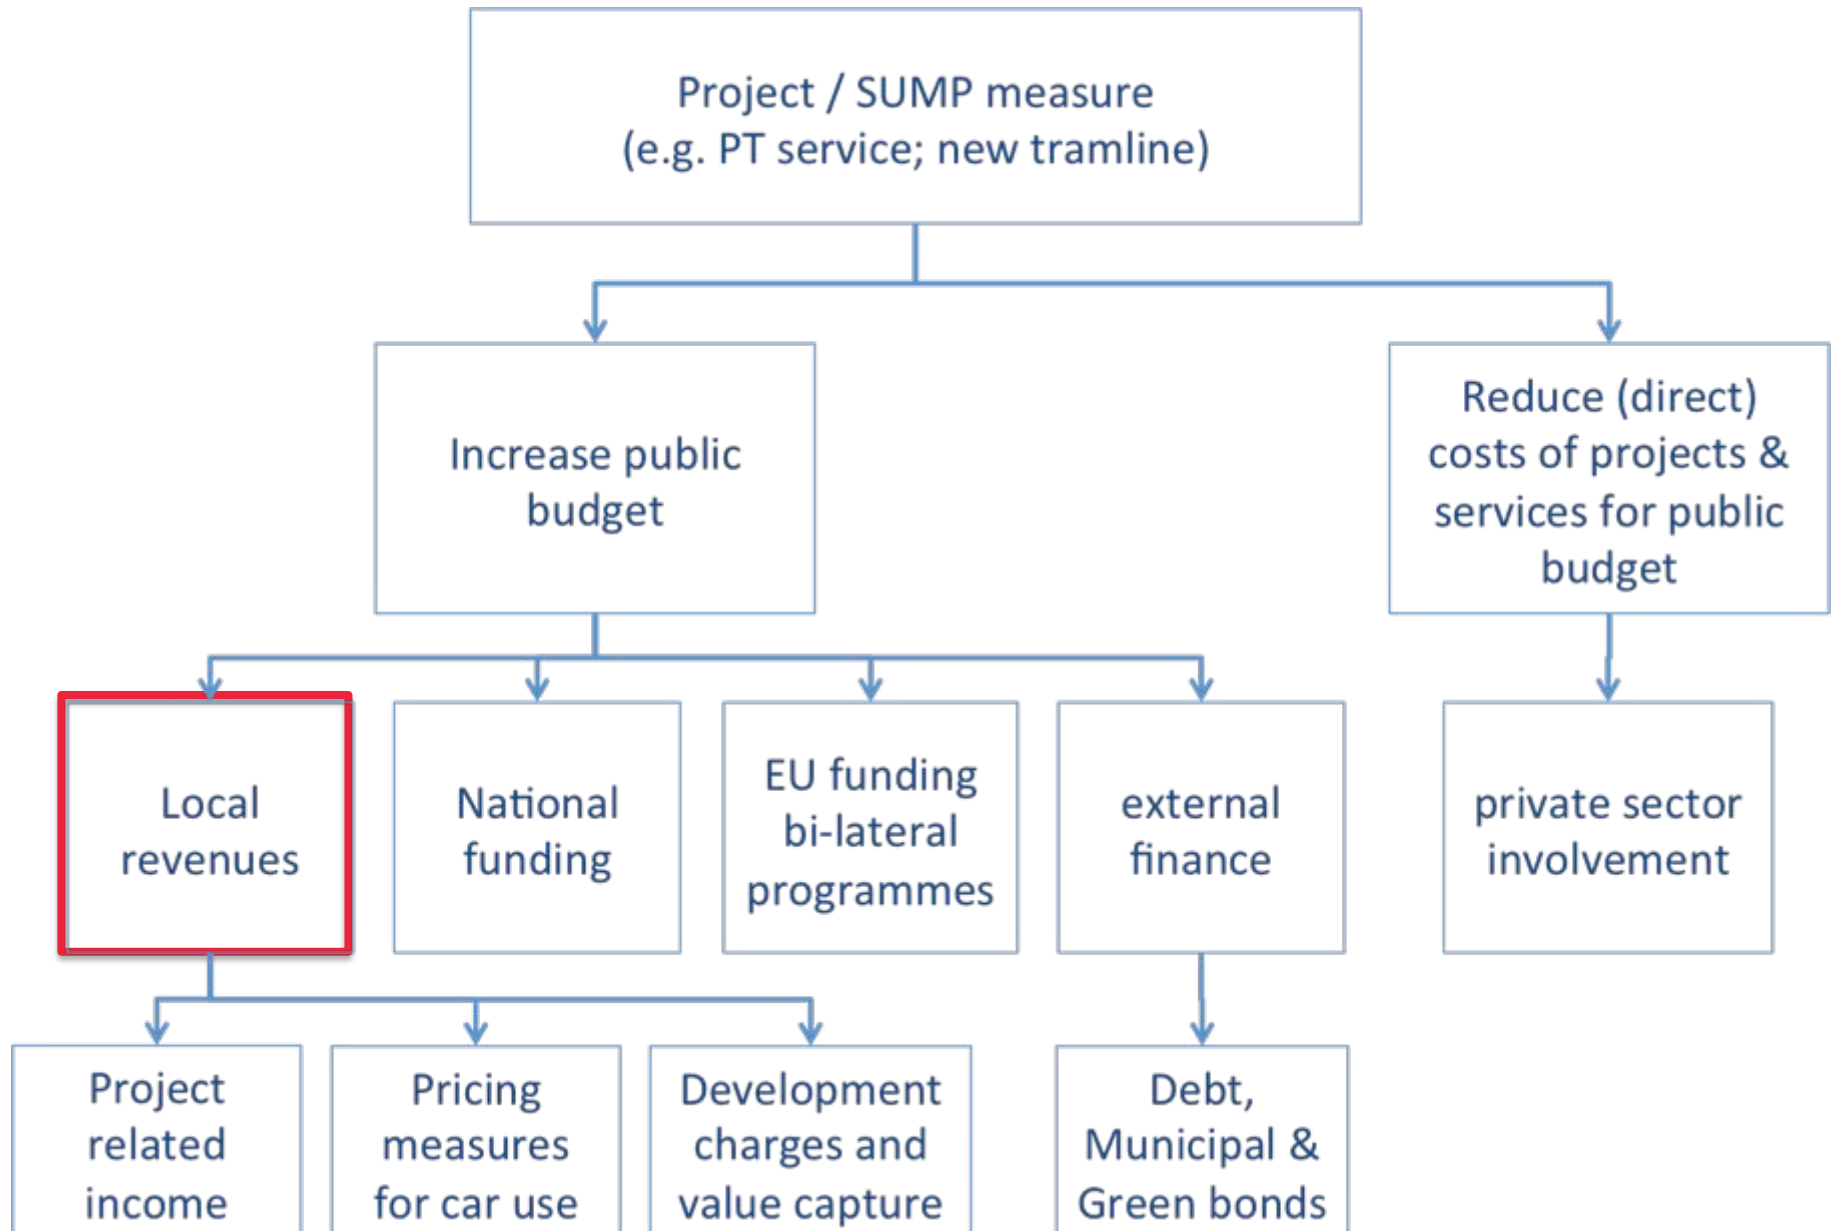 Project / SUMP measure
(e.g. PT service; new tramline)
Increase public
budget
Reduce (direct)
costs of projects &
services for public
budget
Local
revenues
National
funding
EU funding
bi-lateral
programmes
external
finance
private sector
involvement
Project
related
income
Pricing
measures
for car use
Development
charges and
value capture
Debt,
Municipal &
Green bonds